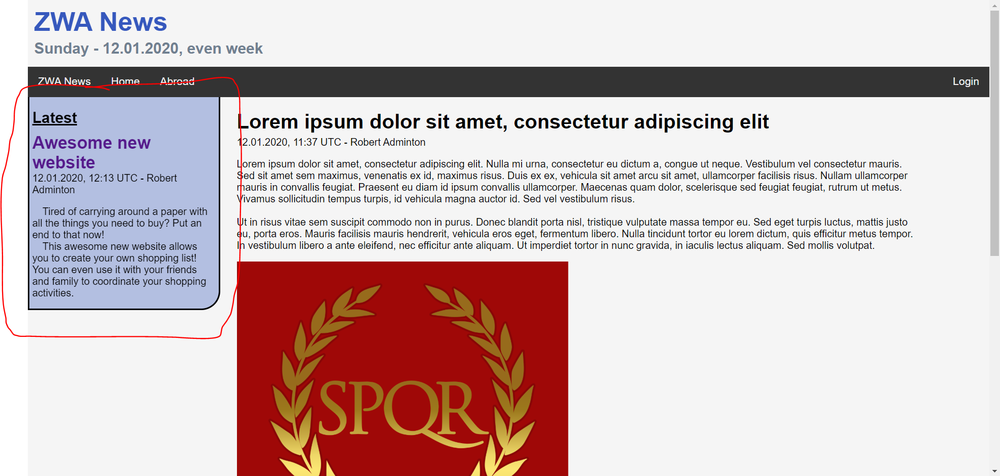 ZWA News
Sunday - 12.01.2020, even week
ZWA News Home Abroad Login
Latest
Awesome new
website
12.01.2020, 12:13 UTC - Robert
Adminton
Tired of carrying around a paper with
all the things you need to buy? Put an
end to that now!
This awesome new website allows
you to create your own shopping list!
You can even use it with your friends
and family to coordinate your shopping
activities.
Lorem ipsum dolor sit amet, consectetur adipiscing elit
12.01.2020, 11:37 UTC - Robert Adminton
Lorem ipsum dolor sit amet, consectetur adipiscing elit. Nulla mi urna, consectetur eu dictum a, congue ut neque. Vestibulum vel consectetur mauris.
Sed sit amet sem maximus, venenatis ex id, maximus risus. Duis ex ex, vehicula sit amet arcu sit amet, ullamcorper facilisis risus. Nullam ullamcorper
mauris in convallis feugiat. Praesent eu diam id ipsum convallis ullamcorper. Maecenas quam dolor, scelerisque sed feugiat feugiat, rutrum ut metus.
Vivamus sollicitudin tempus turpis, id vehicula magna auctor id. Sed vel vestibulum risus.
Ut in risus vitae sem suscipit commodo non in purus. Donec blandit porta nisl, tristique vulputate massa tempor eu. Sed eget turpis luctus, mattis justo
eu, porta eros. Mauris facilisis mauris hendrerit, vehicula eros eget, fermentum libero. Nulla tincidunt tortor eu lorem dictum, quis efficitur metus tempor.
In vestibulum libero a ante eleifend, nec efficitur ante aliquam. Ut imperdiet tortor in nunc gravida, in iaculis lectus aliquam. Sed mollis volutpat.
SPQR